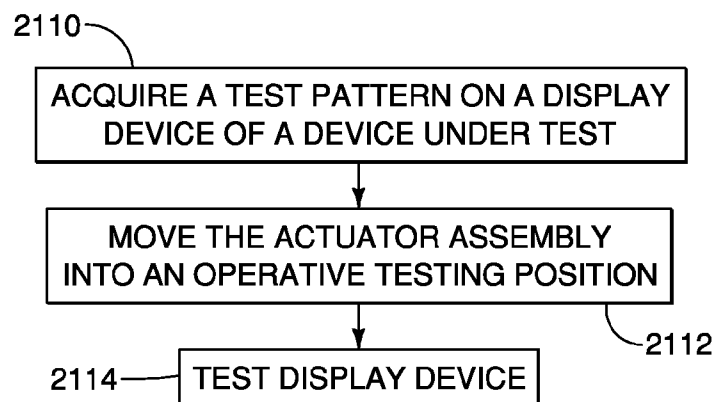 2110
ACQUIRE A TEST PATTERN ON A DISPLAY
DEVICE OF A DEVICE UNDER TEST
MOVE THE ACTUATOR ASSEMBLY
INTO AN OPERATIVE TESTING POSITION
2112
2114
TEST DISPLAY DEVICE